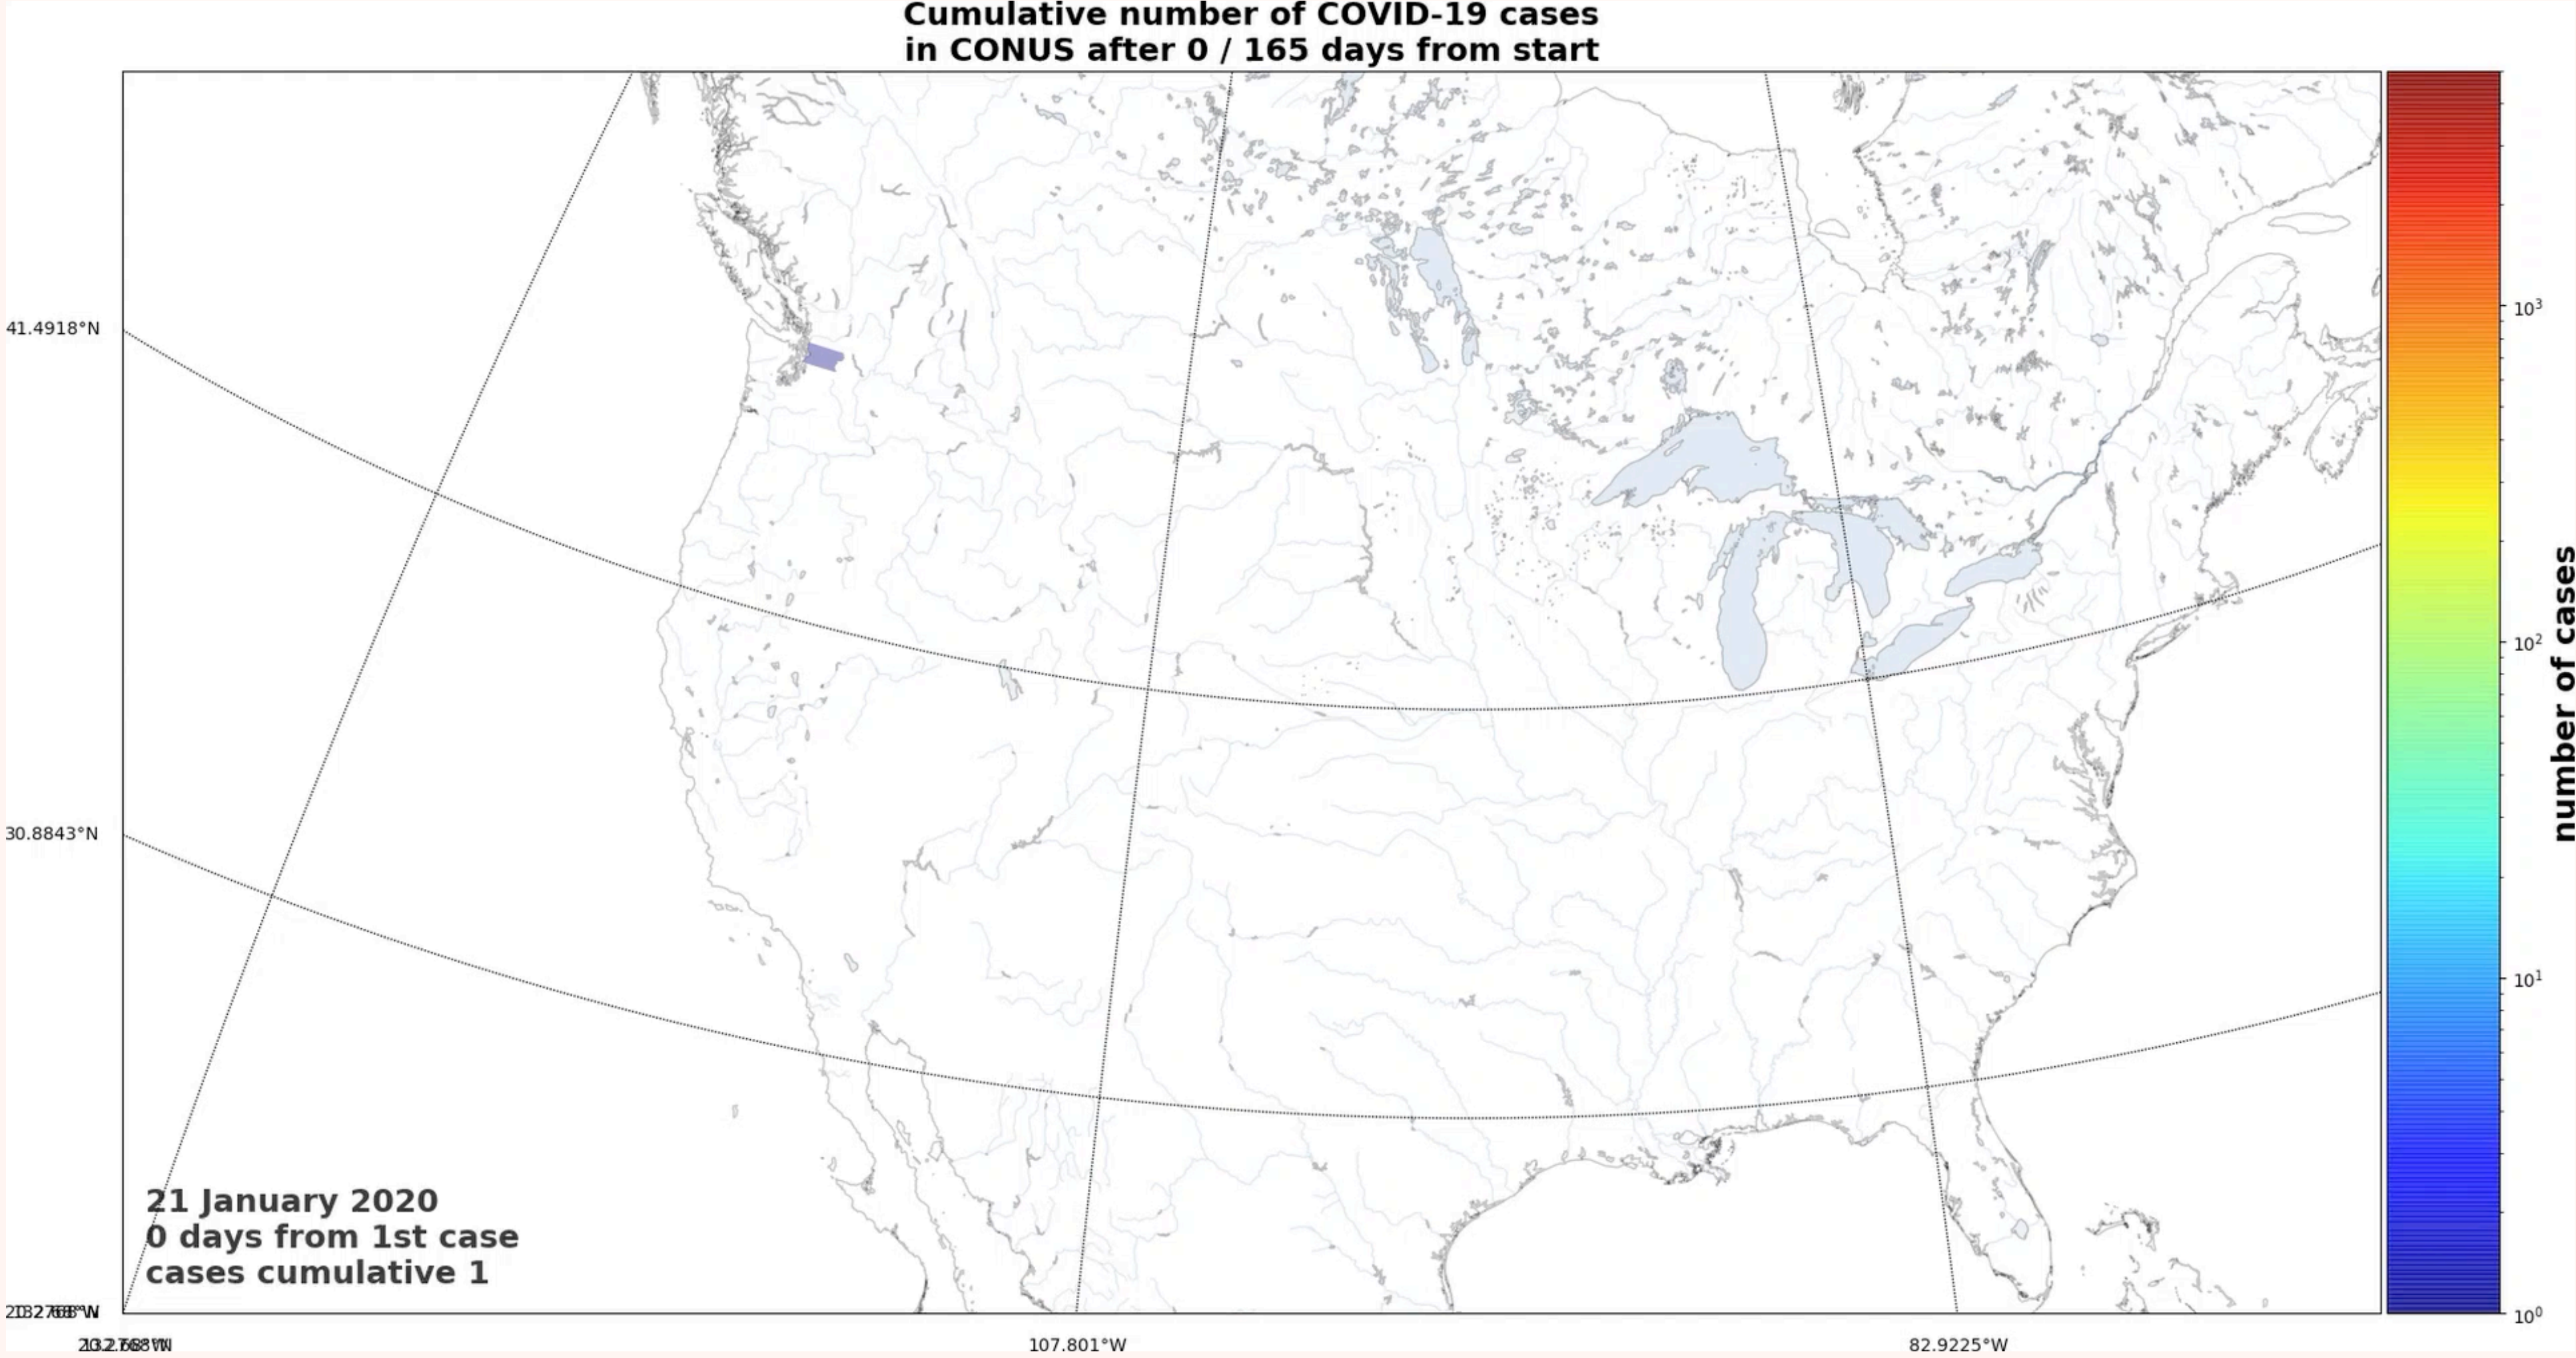 Cumulative number of COVID-19 cases
in CONUS after 0 / 165 days from start
41.4918°N
30.8843°N
107.801°W
82.9225°W
21 January 2020
0 days from 1st case
cases cumulative 1
10³
10²
10¹
10⁰
number of cases